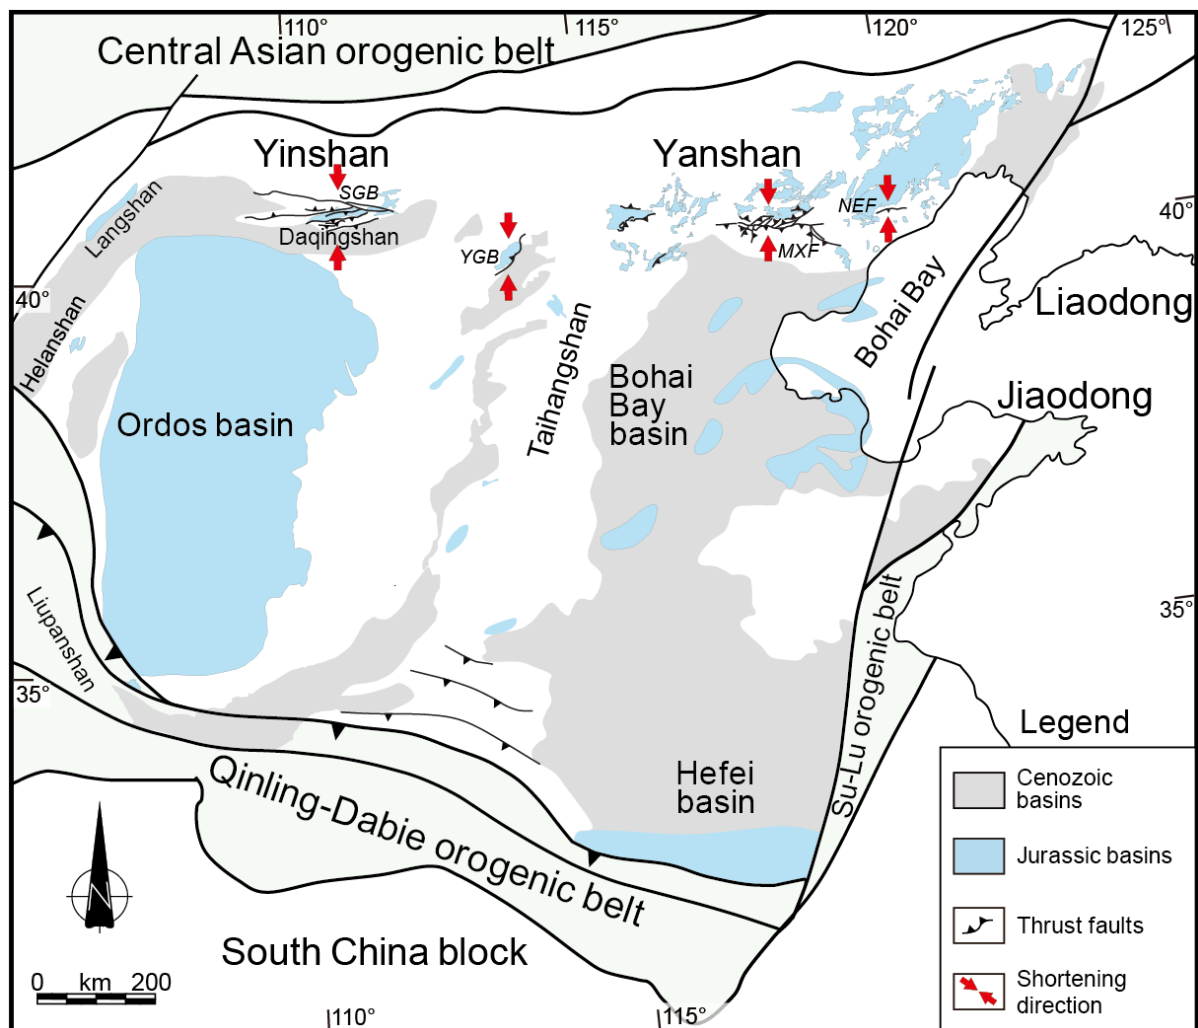 110°
115°
120°
125°
Central Asian orogenic belt
Yinshan
Yanshan
SGB
NEF
40°
Langshan
Daqingshan
YGB
MXF
40°
Bohai Bay
Liaodong
Helanshan
Taihangshan
Bohai
Bay
basin
Jiaodong
Ordos basin
35°
Liupanshan
Su-Lu orogenic belt
35°
Legend
Qinling-Dabie orogenic belt
Hefei
basin
Cenozoic
basins
Jurassic basins
N
South China block
Thrust faults
0 km 200
Shortening
direction
110°
115°